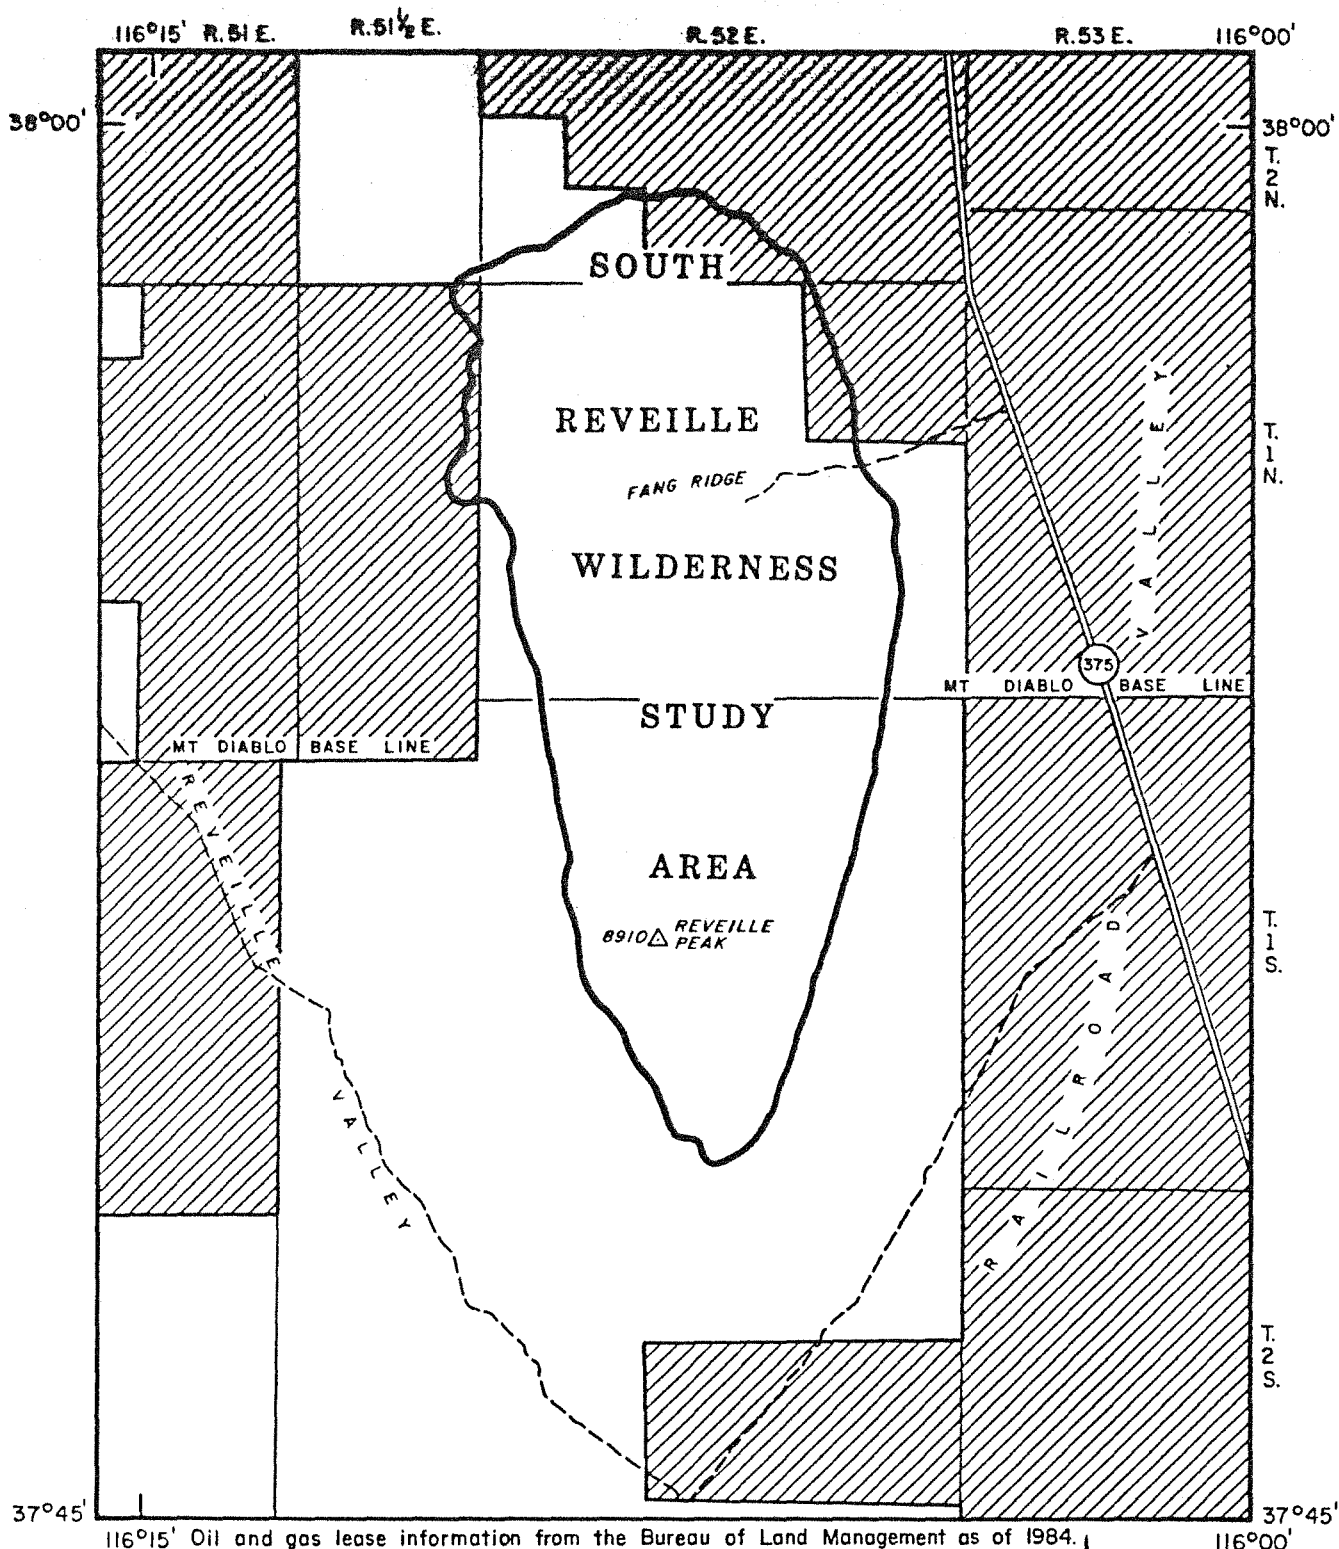 116°15' R.51 E. R.51½ E. R.52 E. R.53 E. 116°00'
38°00' 38°00'
T. 2 N.
SOUTH
REVEILLE
FANG RIDGE
T. 1 N.
WILDERNESS
VALLEY
375
MT DIABLO BASE LINE
STUDY
MT DIABLO BASE LINE
REVEILLE
AREA
8910 REVEILLE
PEAK
T. 1 S.
RAILROAD
VALLEY
T. 2 S.
37°45' 37°45'
116°15' Oil and gas lease information from the Bureau of Land Management as of 1984. 116°00'